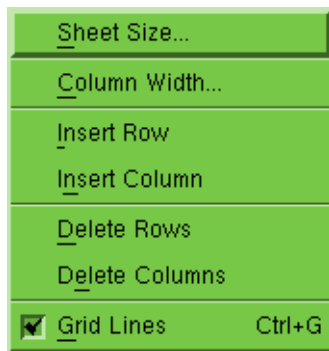 Sheet Size...
Column Width...
Insert Row
Insert Column
Delete Rows
Delete Columns
Grid Lines Ctrl+G